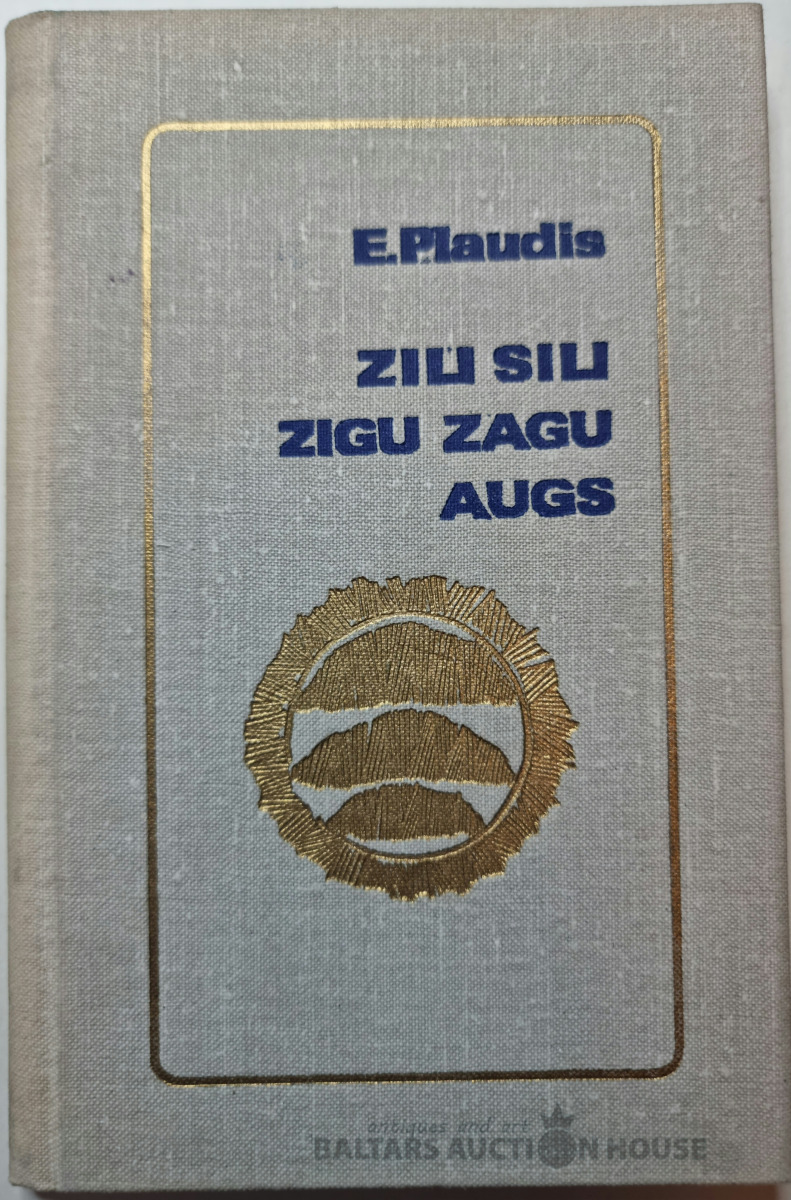 E.Plaudis
ZILI SILI
ZIGU ZAGU
AUGS
antiques and art
BALTARS AUCTION HOUSE